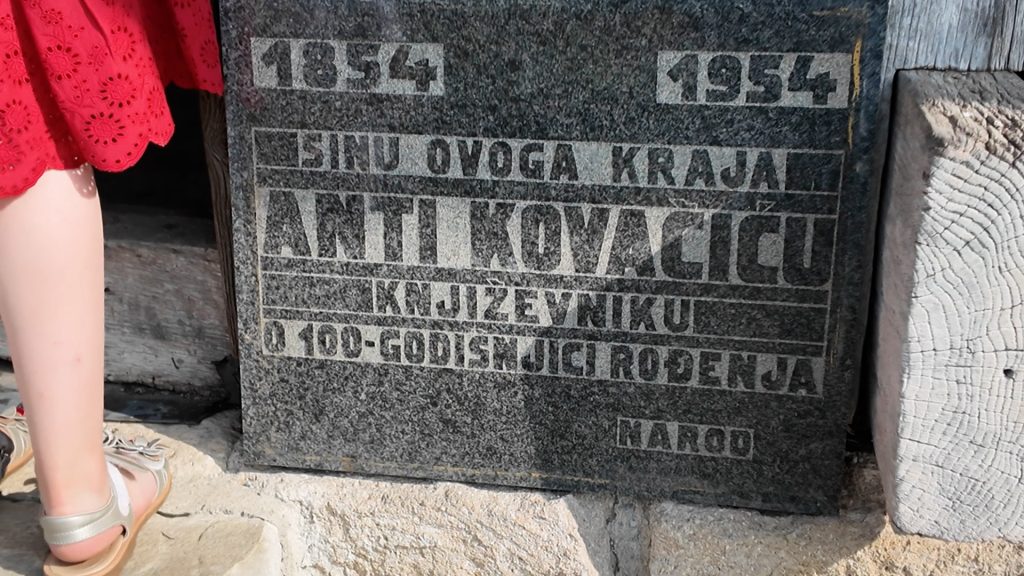 1854 1954
SINU OVOGA KRAJA
ANTI KOVAČIĆU
KNJIŽEVNIKU
O 100-GODIŠNJICI ROĐENJA
NAROD